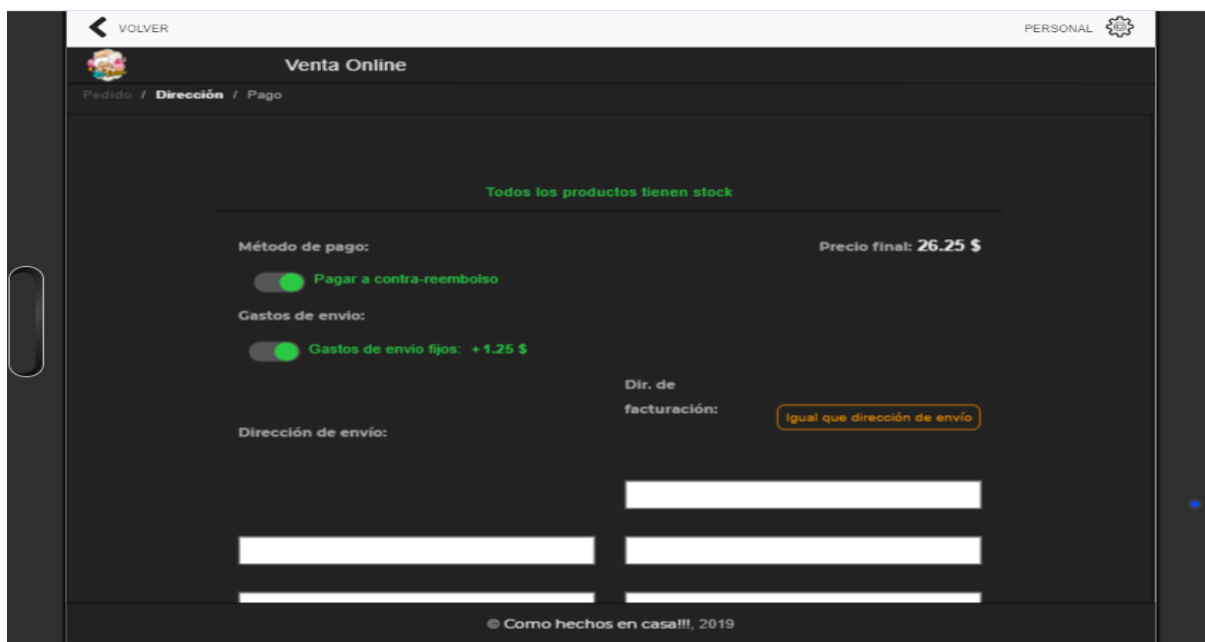 VOLVER
PERSONAL
Venta Online
Pedido / Dirección / Pago
Todos los productos tienen stock
Método de pago:
Precio final: 26.25 $
Pagar a contra-reembolso
Gastos de envio:
Gastos de envio fijos: +1.25 $
Dir. de
facturación:
Igual que dirección de envío
Dirección de envío:
© Como hechos en casa!!!, 2019